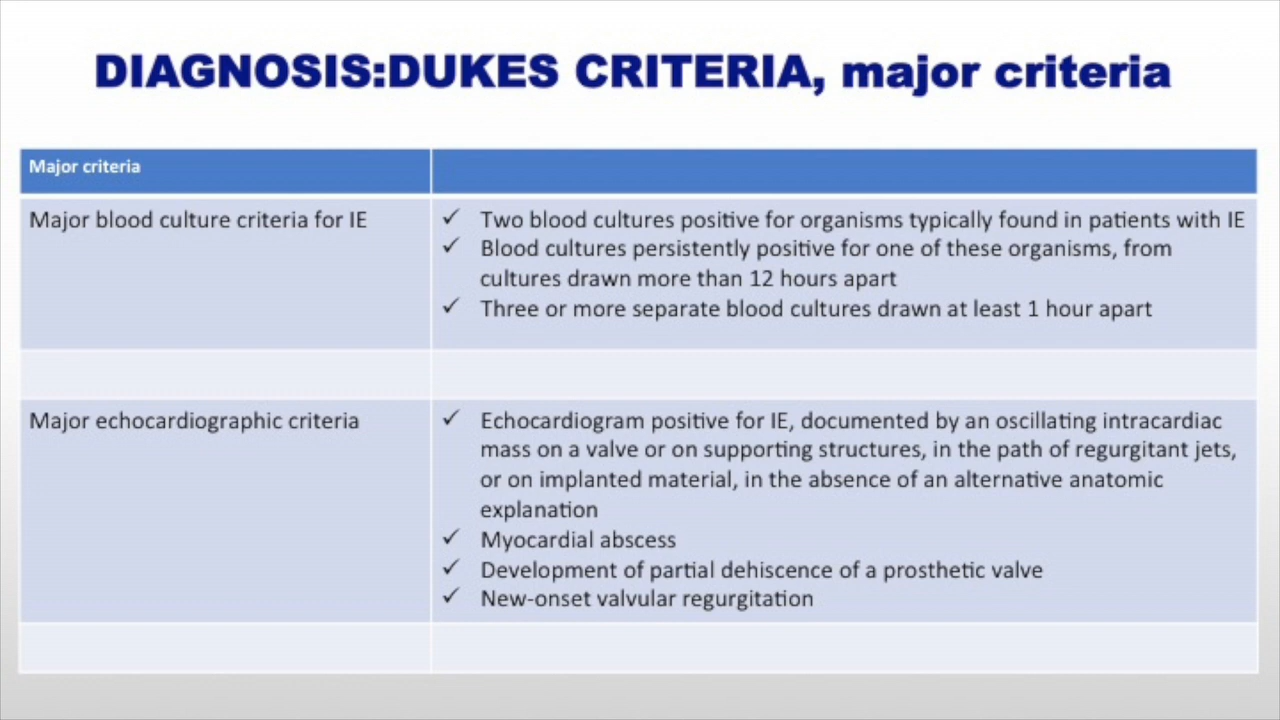 DIAGNOSIS:DUKES CRITERIA, major criteria
Major criteria
Major blood culture criteria for IE
✓ Two blood cultures positive for organisms typically found in patients with IE
✓ Blood cultures persistently positive for one of these organisms, from
cultures drawn more than 12 hours apart
✓ Three or more separate blood cultures drawn at least 1 hour apart
Major echocardiographic criteria
✓ Echocardiogram positive for IE, documented by an oscillating intracardiac
mass on a valve or on supporting structures, in the path of regurgitant jets,
or on implanted material, in the absence of an alternative anatomic
explanation
✓ Myocardial abscess
✓ Development of partial dehiscence of a prosthetic valve
✓ New-onset valvular regurgitation